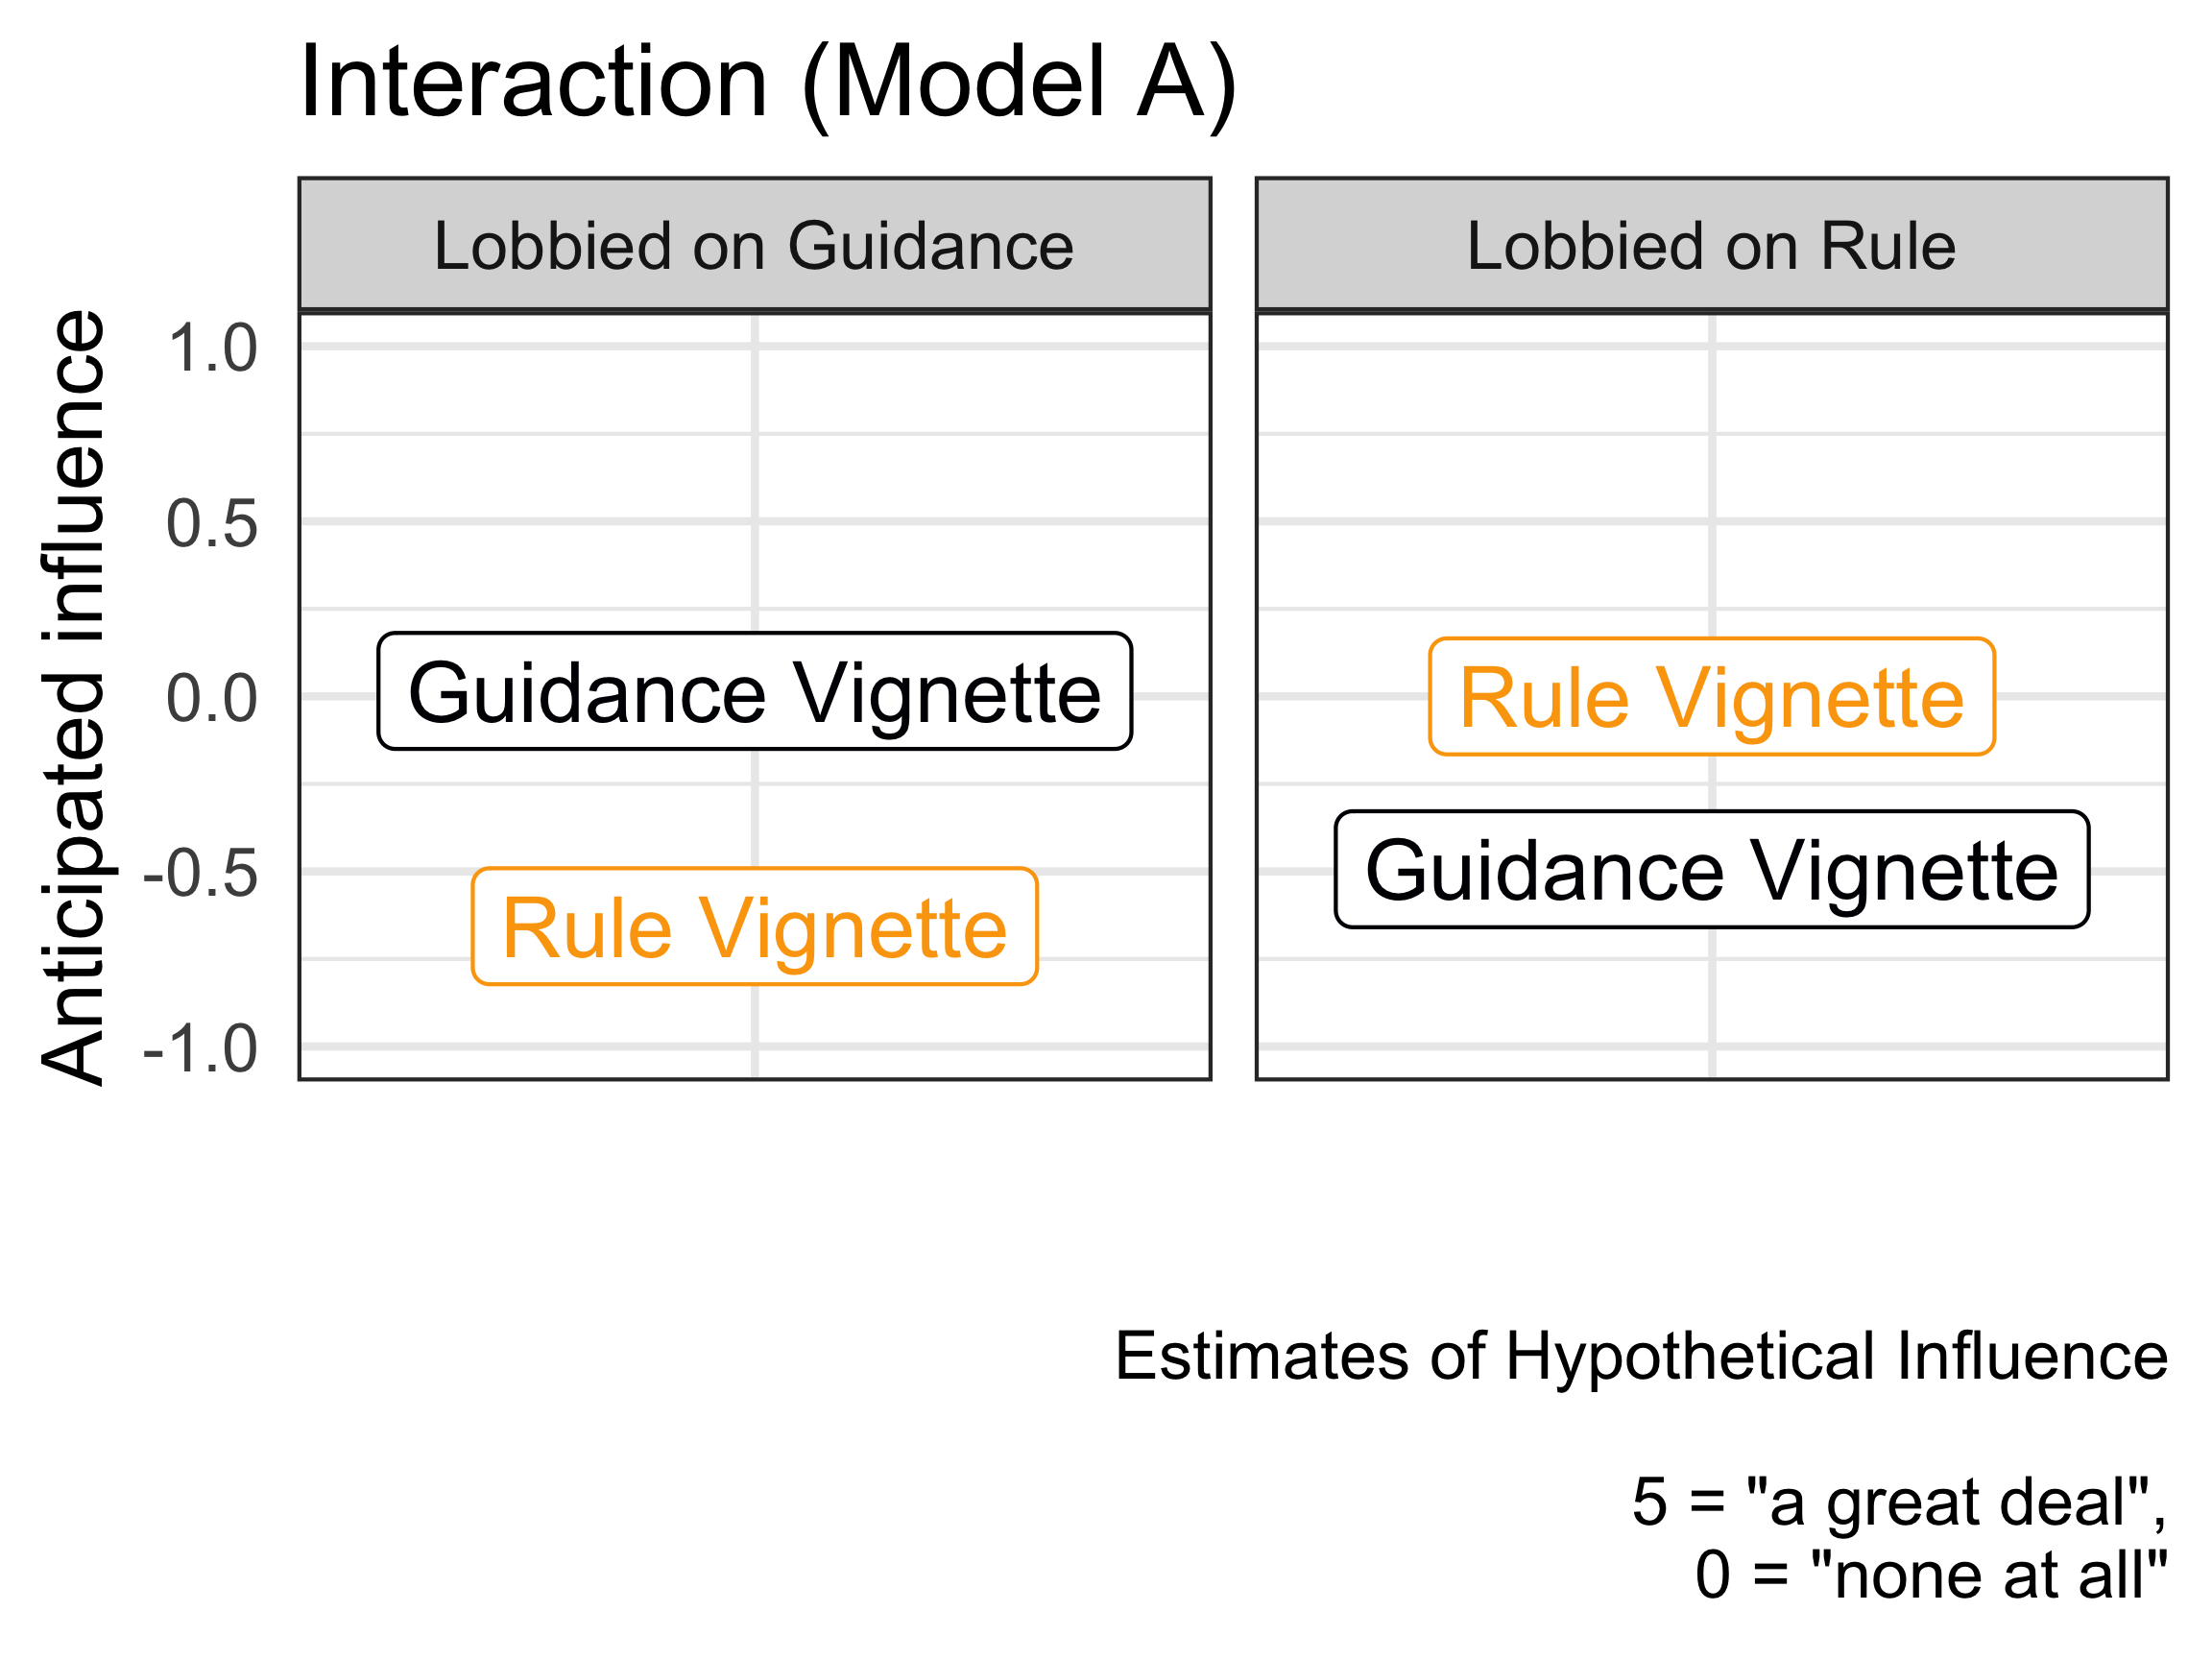 Interaction (Model A)
Lobbied on Guidance
Lobbied on Rule
Anticipated influence
1.0
0.5
0.0
-0.5
-1.0
Guidance Vignette
Rule Vignette
Rule Vignette
Guidance Vignette
Estimates of Hypothetical Influence
5 = "a great deal",
0 = "none at all"